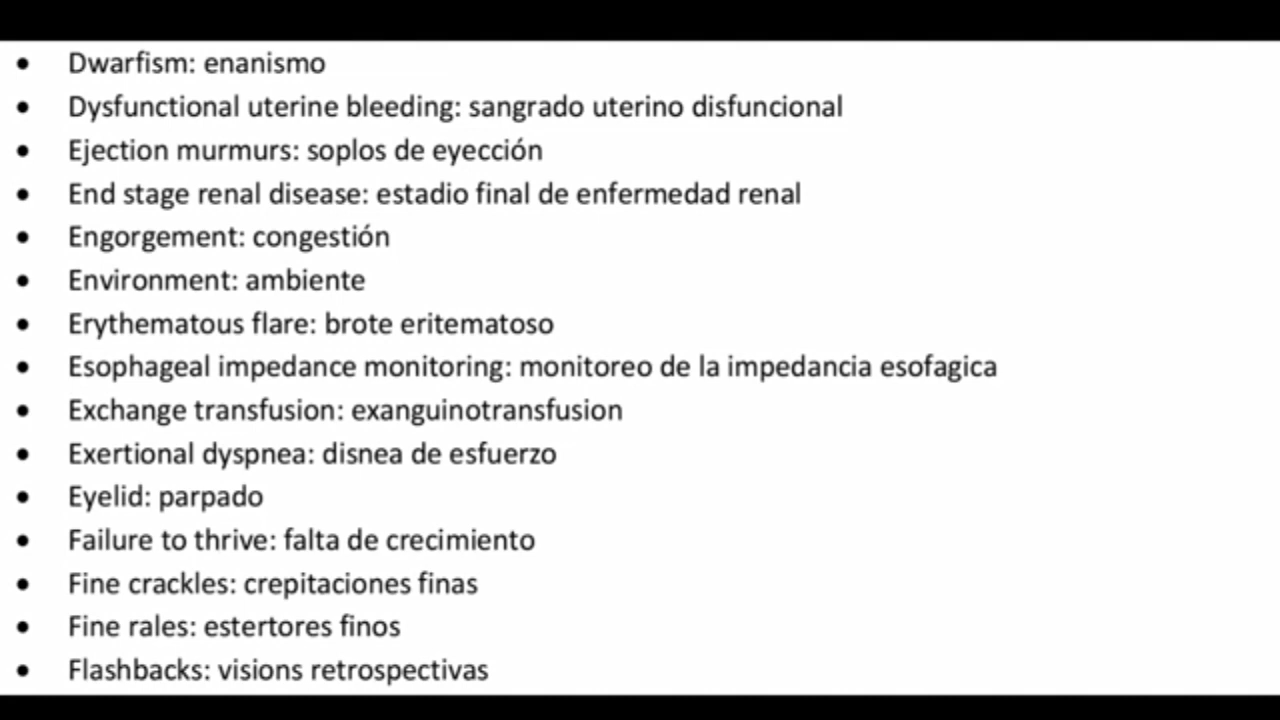 • Dwarfism: enanismo
• Dysfunctional uterine bleeding: sangrado uterino disfuncional
• Ejection murmurs: soplos de eyección
• End stage renal disease: estadio final de enfermedad renal
• Engorgement: congestión
• Environment: ambiente
• Erythematous flare: brote eritematoso
• Esophageal impedance monitoring: monitoreo de la impedancia esofagica
• Exchange transfusion: exanguinotransfusion
• Exertional dyspnea: disnea de esfuerzo
• Eyelid: parpado
• Failure to thrive: falta de crecimiento
• Fine crackles: crepitaciones finas
• Fine rales: estertores finos
• Flashbacks: visions retrospectivas